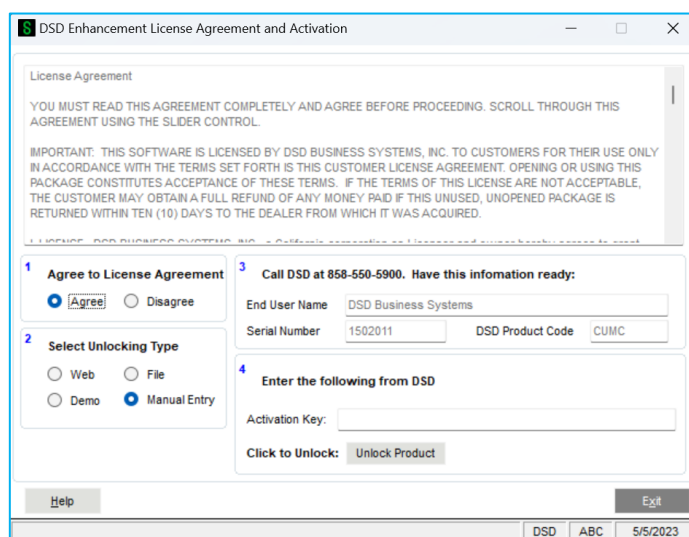 DSD Enhancement License Agreement and Activation
License Agreement
YOU MUST READ THIS AGREEMENT COMPLETELY AND AGREE BEFORE PROCEEDING. SCROLL THROUGH THIS
AGREEMENT USING THE SLIDER CONTROL.
IMPORTANT: THIS SOFTWARE IS LICENSED BY DSD BUSINESS SYSTEMS, INC. TO CUSTOMERS FOR THEIR USE ONLY
IN ACCORDANCE WITH THE TERMS SET FORTH IS THIS CUSTOMER LICENSE AGREEMENT. OPENING OR USING THIS
PACKAGE CONSTITUTES ACCEPTANCE OF THESE TERMS. IF THE TERMS OF THIS LICENSE ARE NOT ACCEPTABLE,
THE CUSTOMER MAY OBTAIN A FULL REFUND OF ANY MONEY PAID IF THIS UNUSED, UNOPENED PACKAGE IS
RETURNED WITHIN TEN (10) DAYS TO THE DEALER FROM WHICH IT WAS ACQUIRED.
1 Agree to License Agreement
Agree Disagree
2 Select Unlocking Type
Web File
Demo Manual Entry
3 Call DSD at 858-550-5900. Have this infomation ready:
End User Name DSD Business Systems
Serial Number 1502011 DSD Product Code CUMC
4 Enter the following from DSD
Activation Key:
Click to Unlock: Unlock Product
Help Exit
DSD ABC 5/5/2023